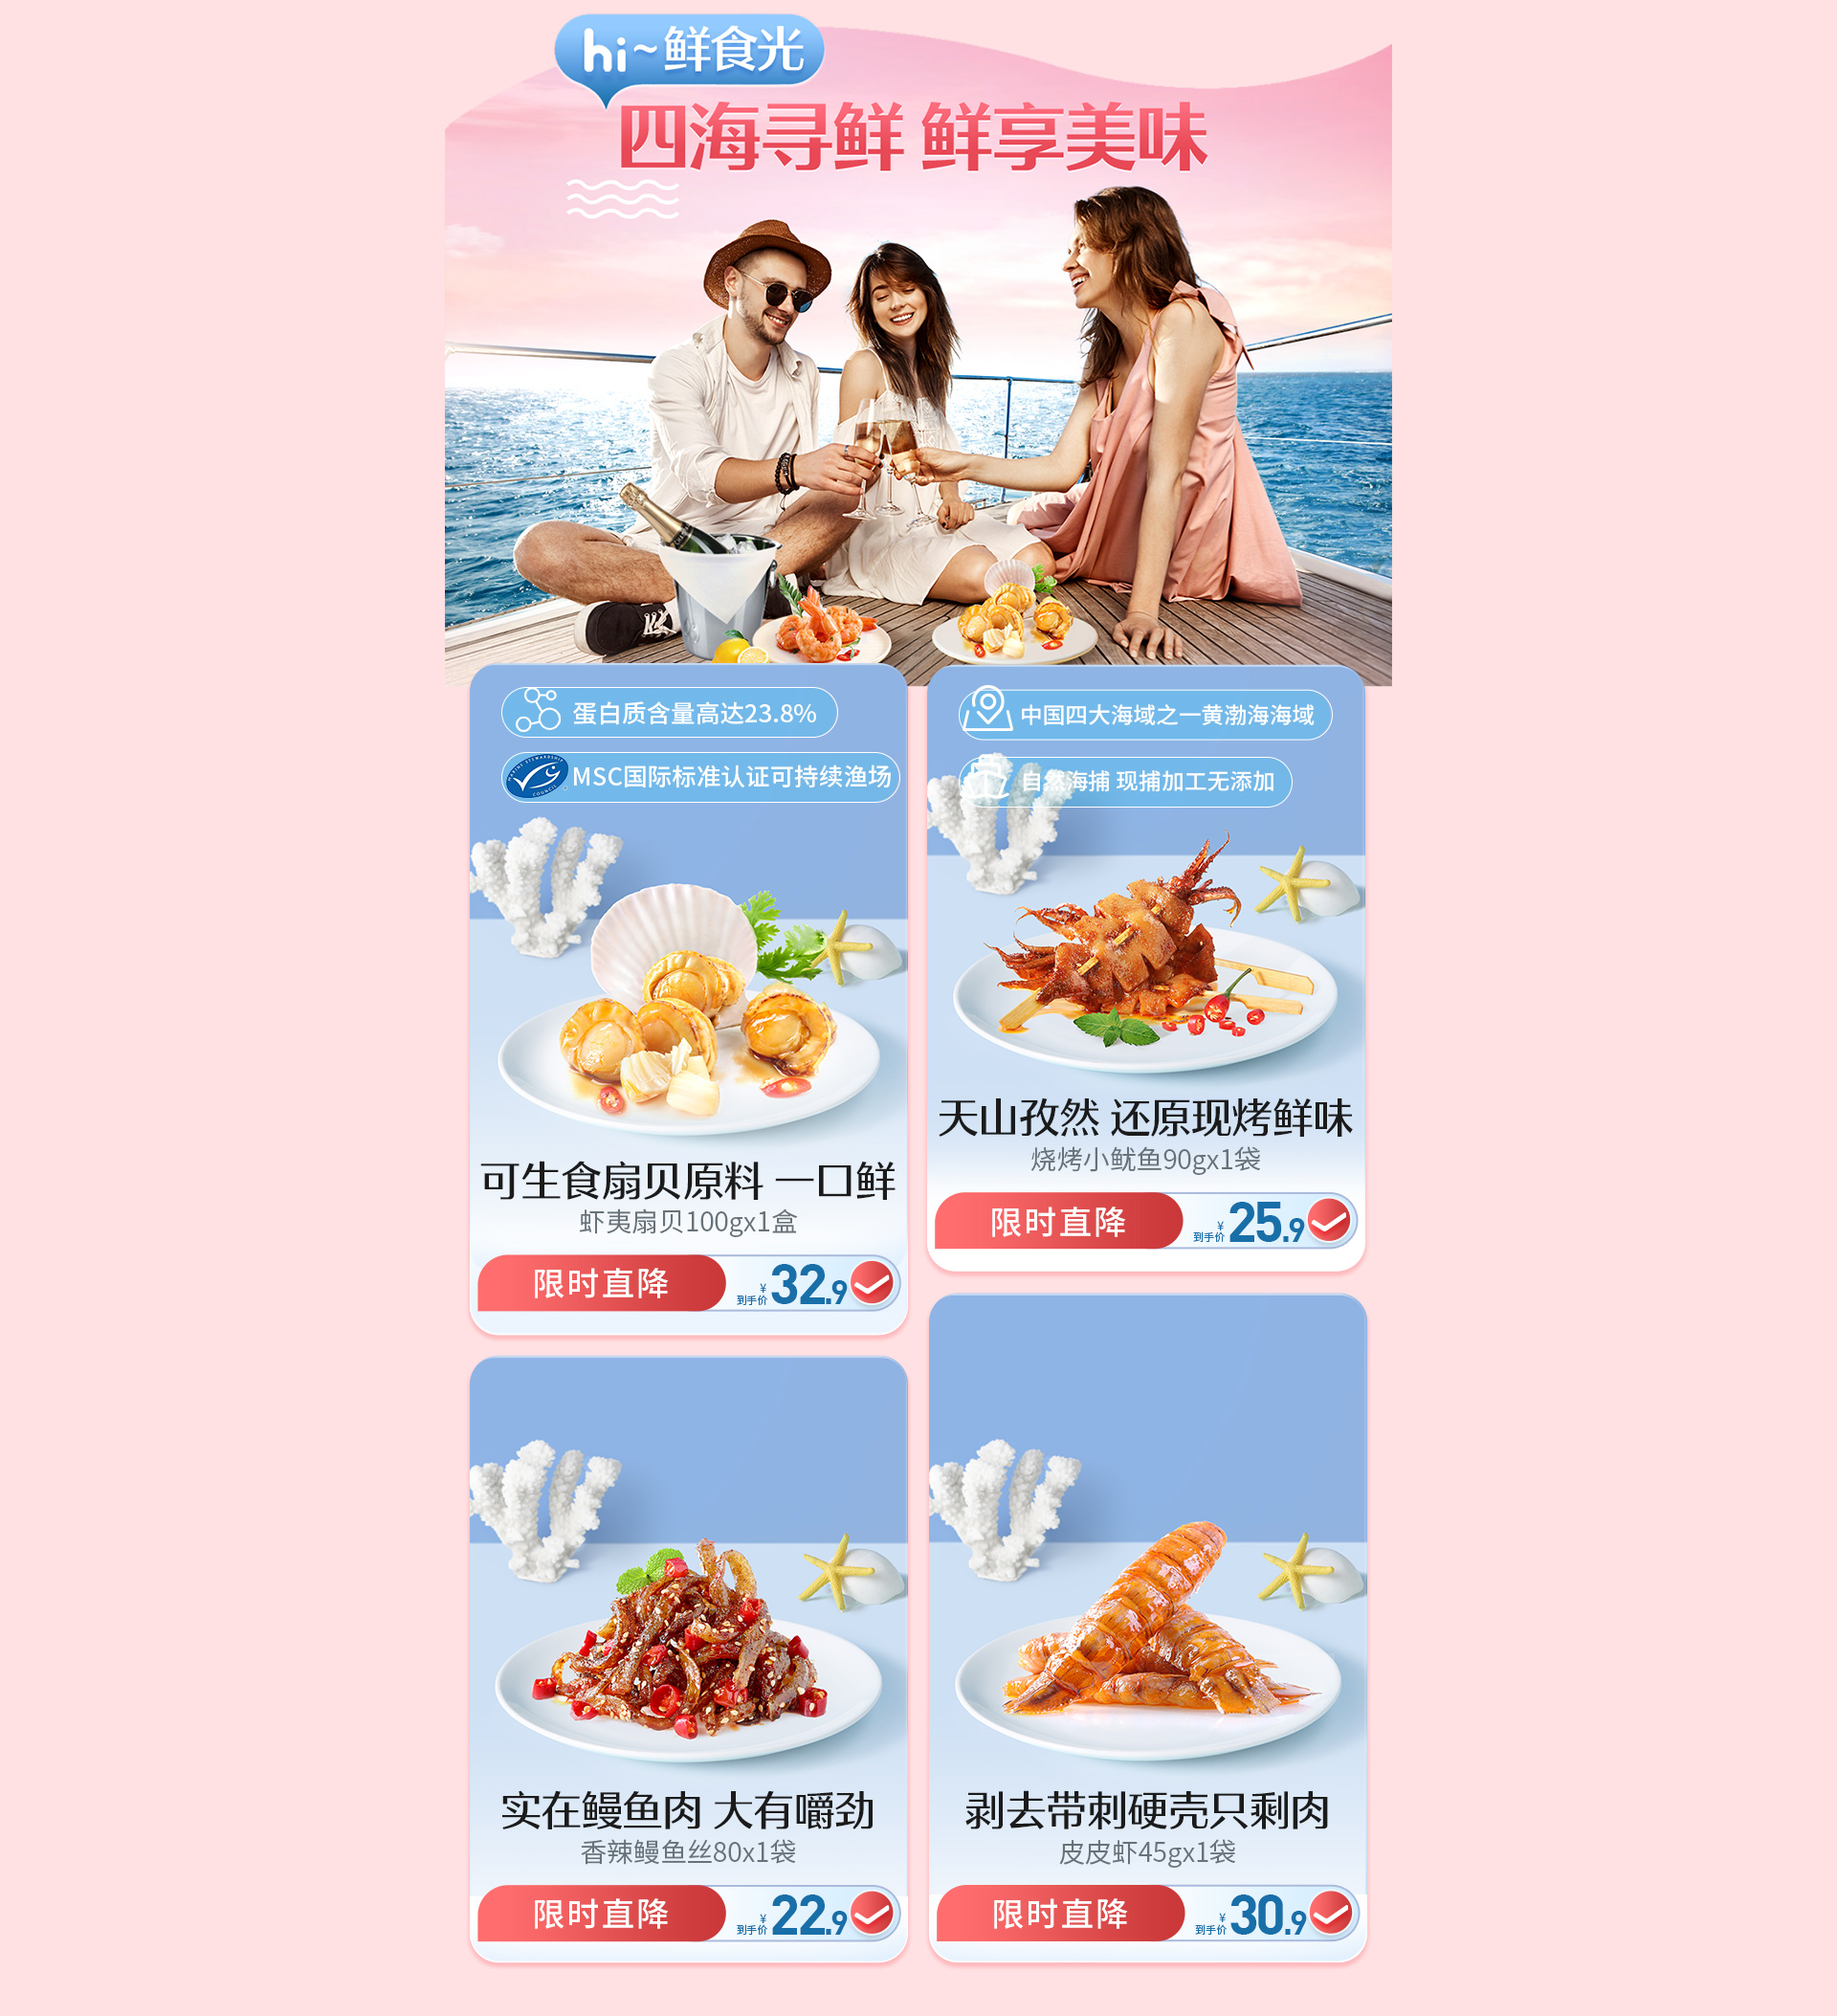 hi~鲜食光
四海寻鲜 鲜享美味
蛋白质含量高达23.8%
MSC国际标准认证可持续渔场
可生食扇贝原料 一口鲜
虾夷扇贝100gx1盒
限时直降
¥
到手价
32.9
中国四大海域之一黄渤海海域
自然海捕 现捕加工无添加
天山孜然 还原现烤鲜味
烧烤小鱿鱼90gx1袋
限时直降
¥
到手价
25.9
实在鳗鱼肉 大有嚼劲
香辣鳗鱼丝80x1袋
限时直降
¥
到手价
22.9
剥去带刺硬壳只剩肉
皮皮虾45gx1袋
限时直降
¥
到手价
30.9